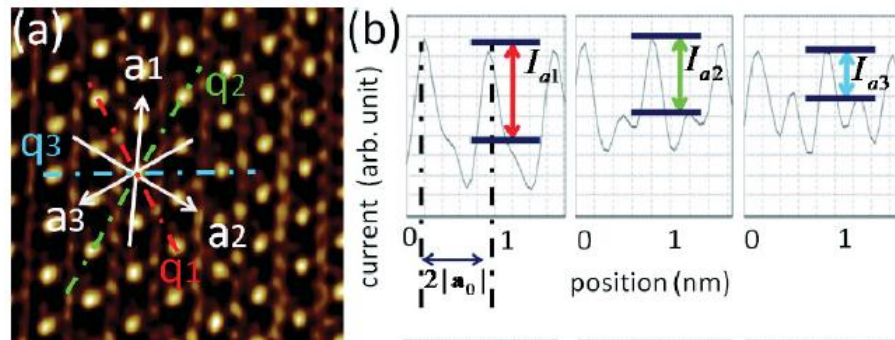 (a)
a1
q2
q3
a3
a2
q1
(b)
current (arb. unit)
I a1
I a2
I a3
0 1
0 1
0 1
2|a0|
position (nm)